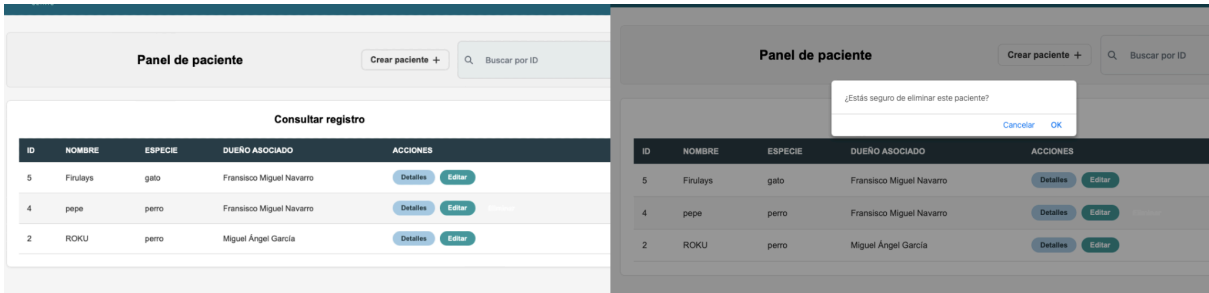 Panel de paciente
Crear paciente +
Buscar por ID
Consultar registro
ID NOMBRE ESPECIE DUEÑO ASOCIADO ACCIONES
5 Firulays gato Fransisco Miguel Navarro Detalles Editar
4 pepe perro Fransisco Miguel Navarro Detalles Editar
2 ROKU perro Miguel Ángel García Detalles Editar
Panel de paciente
Crear paciente +
Buscar por ID
¿Estás seguro de eliminar este paciente?
Cancelar OK
ID NOMBRE ESPECIE DUEÑO ASOCIADO ACCIONES
5 Firulays gato Fransisco Miguel Navarro Detalles Editar
4 pepe perro Fransisco Miguel Navarro Detalles Editar
2 ROKU perro Miguel Ángel García Detalles Editar